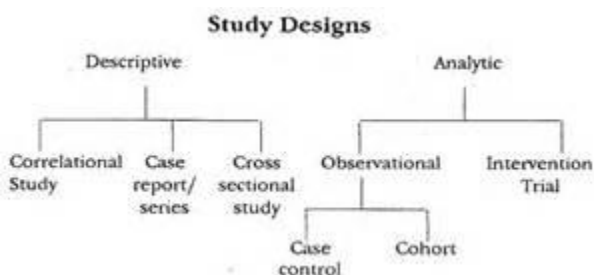 Study Designs
Descriptive
Analytic
Correlational
Study
Case
report/
series
Cross
sectional
study
Observational
Intervention
Trial
Case
control
Cohort